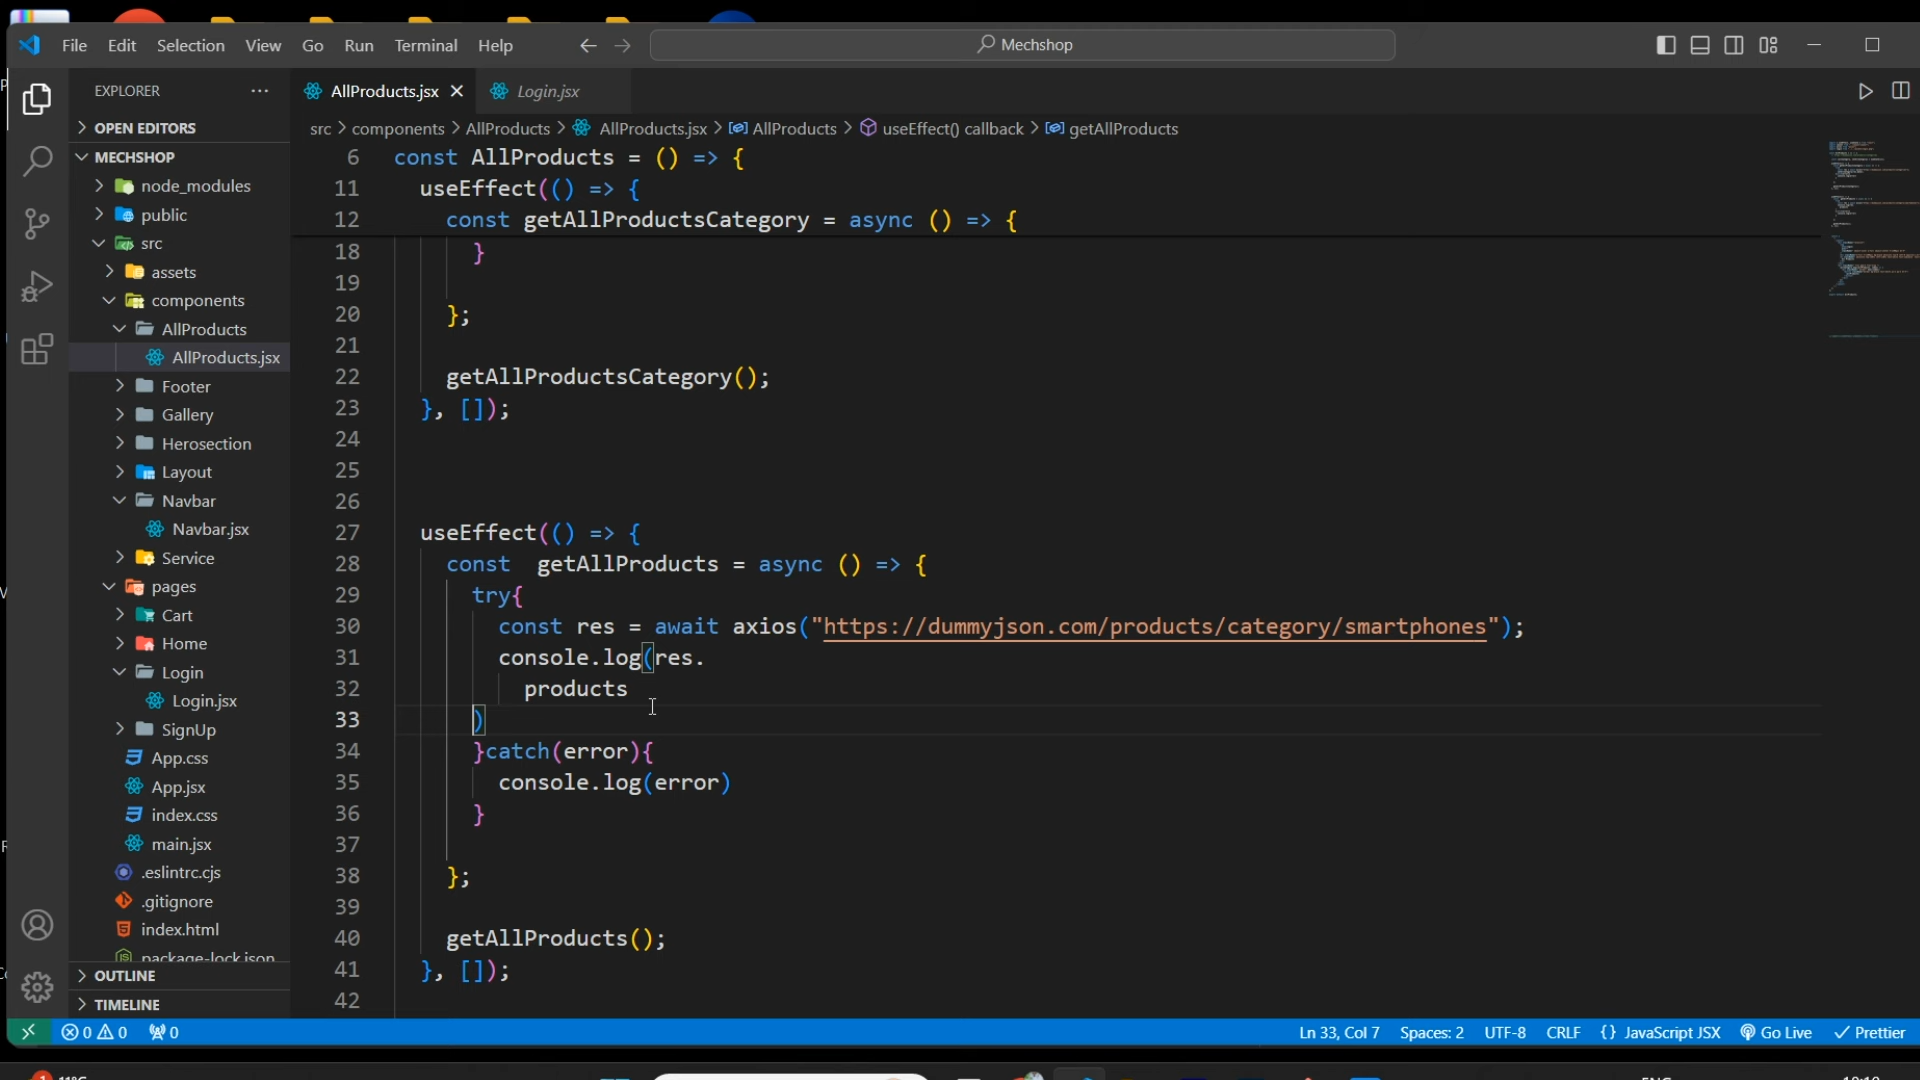 File Edit Selection View Go Run Terminal Help
Mechshop
EXPLORER
AllProducts.jsx
Login.jsx
OPEN EDITORS
MECHSHOP
node_modules
public
src
assets
components
AllProducts
AllProducts.jsx
Footer
Gallery
Herosection
Layout
Navbar
Navbar.jsx
Service
pages
Cart
Home
Login
Login.jsx
SignUp
App.css
App.jsx
index.css
main.jsx
.eslintrc.cjs
.gitignore
index.html
package-lock.json
OUTLINE
TIMELINE
src > components > AllProducts > AllProducts.jsx > AllProducts > useEffect() callback > getAllProducts
6 const AllProducts = () => {
11 useEffect(() => {
12 const getAllProductsCategory = async () => {
18 }
19
20 };
21
22 getAllProductsCategory();
23 }, []);
24
25
26
27 useEffect(() => {
28 const getAllProducts = async () => {
29 try{
30 const res = await axios("https://dummyjson.com/products/category/smartphones");
31 console.log(res.
32 products
33 )
34 }catch(error){
35 console.log(error)
36 }
37
38 };
39
40 getAllProducts();
41 }, []);
42
0 0 0 Ln 33, Col 7 Spaces: 2 UTF-8 CRLF {} JavaScript JSX Go Live Prettier